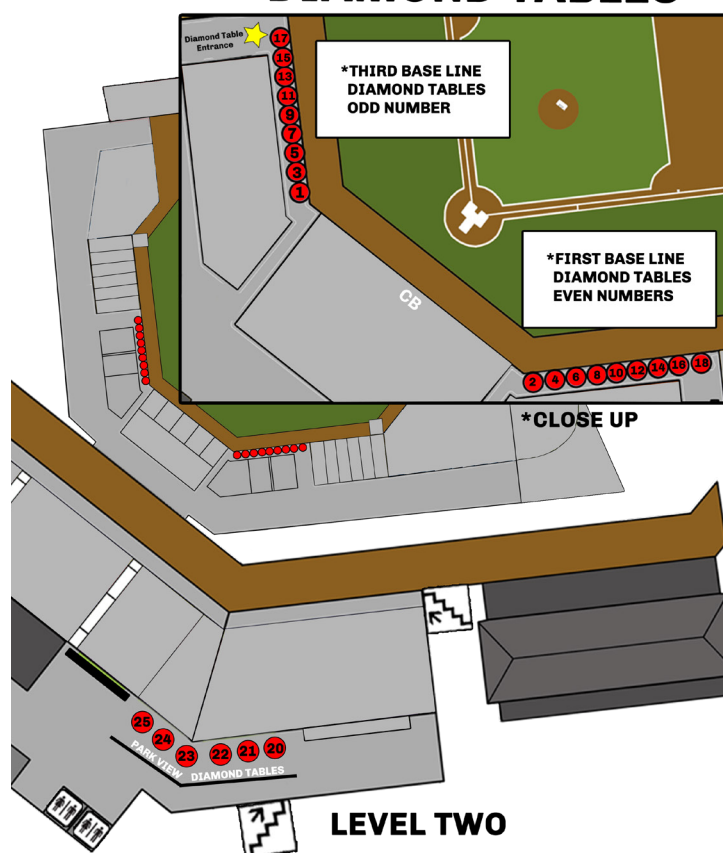 DIAMOND TABLES
Diamond Table
Entrance
17
15
13
11
9
7
5
3
1
*THIRD BASE LINE
DIAMOND TABLES
ODD NUMBER
*FIRST BASE LINE
DIAMOND TABLES
EVEN NUMBERS
CB
2 4 6 8 10 12 14 16 18
*CLOSE UP
25
24
23 22 21 20
PARK VIEW DIAMOND TABLES
LEVEL TWO